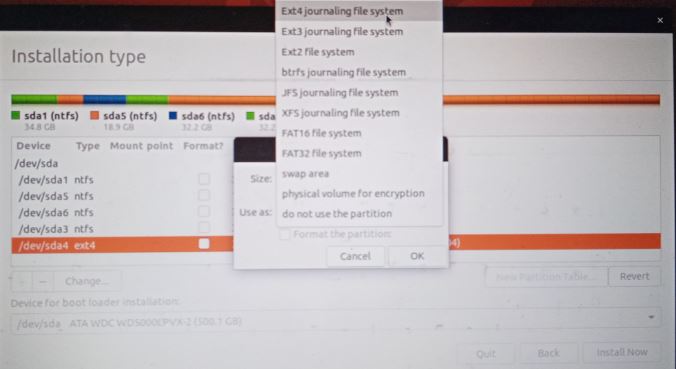 Ext4 journaling file system
Ext3 journaling file system
Ext2 file system
btrfs journaling file system
JFS journaling file system
XFS journaling file system
FAT16 file system
FAT32 file system
swap area
physical volume for encryption
do not use the partition
×
Installation type
sda1 (ntfs) sda5 (ntfs) sda6 (ntfs) sda
34.8 GB 18.9 GB 32.2 GB 32.2
Device Type Mount point Format?
/dev/sda
/dev/sda1 ntfs
/dev/sda5 ntfs
/dev/sda6 ntfs
/dev/sda3 ntfs
/dev/sda4 ext4
Size:
Use as:
Format the partition:
Cancel OK
+ − Change... New Partition Table... Revert
Device for boot loader installation:
/dev/sda ATA WDC WD5000LPVX-2 (500.1 GB)
Quit Back Install Now